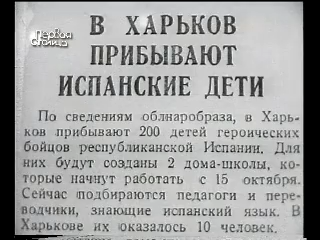 Первая столица
В ХАРЬКОВ
ПРИБЫВАЮТ
ИСПАНСКИЕ ДЕТИ
По сведениям облнаробраза, в Харь-
ков прибывают 200 детей героических
бойцов республиканской Испании. Для
них будут созданы 2 дома-школы, ко-
торые начнут работать с 15 октября.
Сейчас подбираются педагоги и пере-
водчики, знающие испанский язык. В
Харькове их оказалось 10 человек.